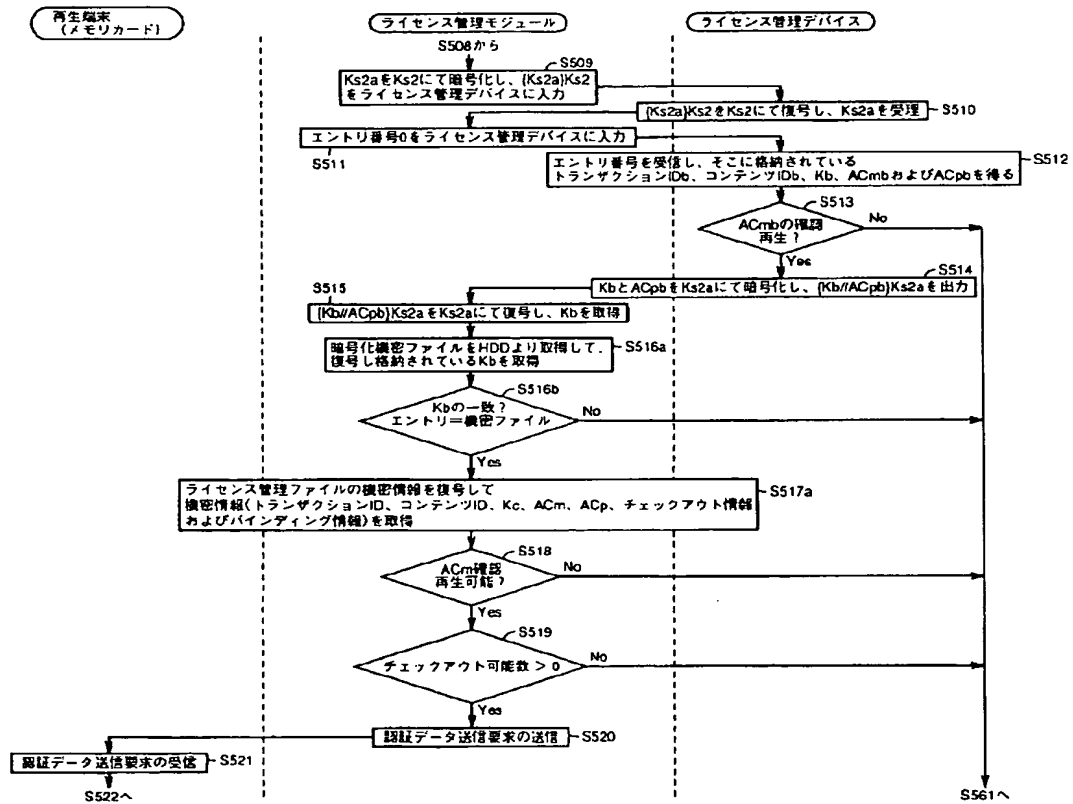 再生端末
(メモリカード)
ライセンス管理モジュール
ライセンス管理デバイス
S508から
S509
Ks2aをKs2にて暗号化し、{Ks2a}Ks2
をライセンス管理デバイスに入力
{Ks2a}Ks2をKs2にて復号し、Ks2aを受理
S510
エントリ番号0をライセンス管理デバイスに入力
S511
エントリ番号を受信し、そこに格納されている
トランザクションIDb、コンテンツIDb、Kb、ACmbおよびACpbを得る
S512
S513
ACmbの確認
再生?
No
Yes
S514
KbとACpbをKs2aにて暗号化し、{Kb//ACpb}Ks2aを出力
S515
{Kb//ACpb}Ks2aをKs2aにて復号し、Kbを取得
暗号化機密ファイルをHDDより取得して、
復号し格納されているKbを取得
S516a
S516b
Kbの一致?
エントリ=機密ファイル
No
Yes
ライセンス管理ファイルの機密情報を復号して
機密情報(トランザクションID、コンテンツID、Kc、ACm、ACp、チェックアウト情報
およびバインディング情報)を取得
S517a
S518
ACm確認
再生可能?
No
Yes
S519
チェックアウト可能数 > 0
No
Yes
認証データ送信要求の送信
S520
認証データ送信要求の受信
S521
S522へ
S561へ